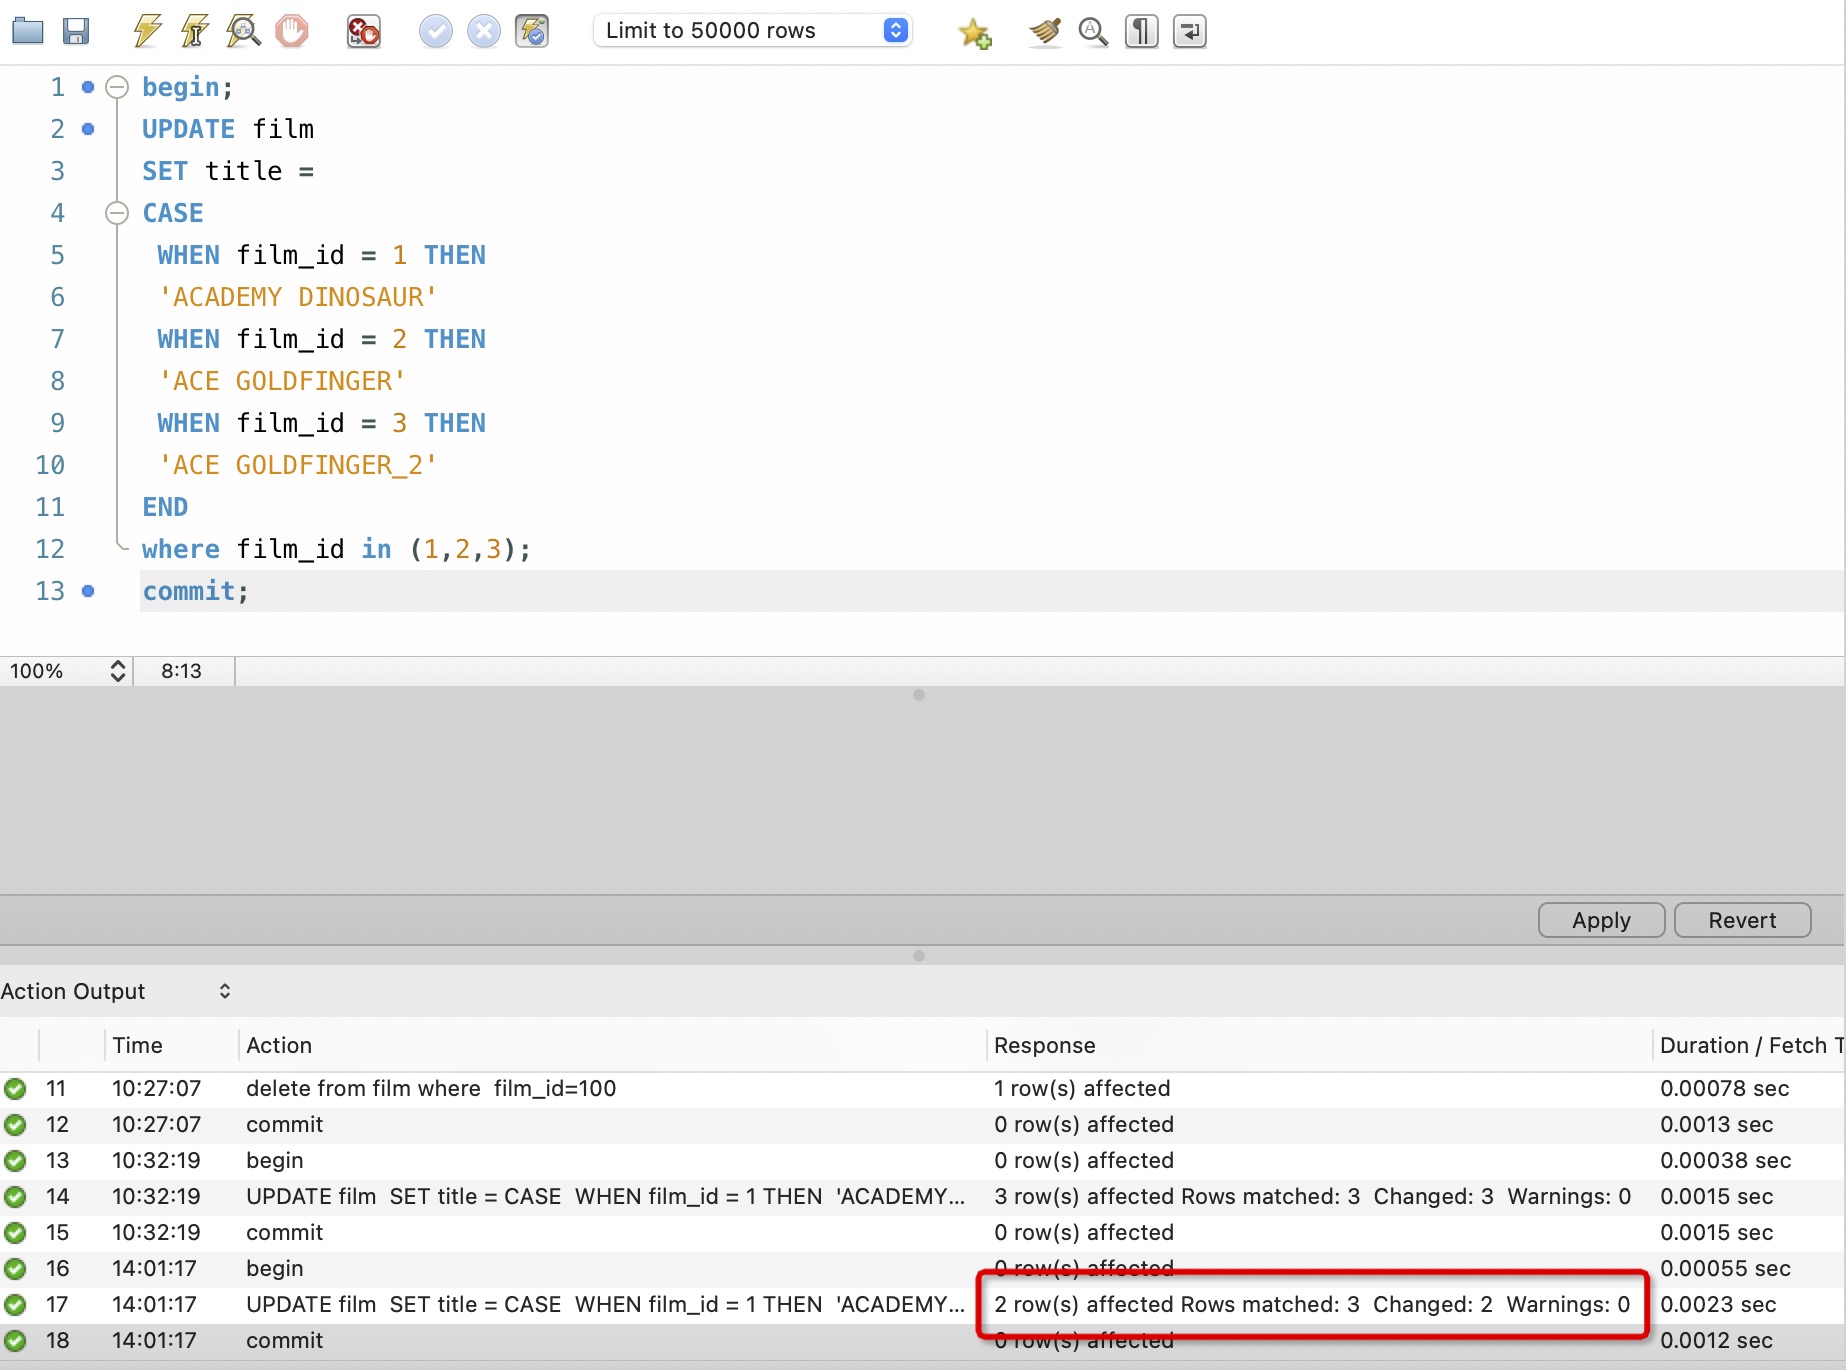 Limit to 50000 rows
1 begin;
2 UPDATE film
3 SET title =
4 CASE
5 WHEN film_id = 1 THEN
6 'ACADEMY DINOSAUR'
7 WHEN film_id = 2 THEN
8 'ACE GOLDFINGER'
9 WHEN film_id = 3 THEN
10 'ACE GOLDFINGER_2'
11 END
12 where film_id in (1,2,3);
13 commit;
100% 8:13
Apply Revert
Action Output
Time Action Response Duration / Fetch T
11 10:27:07 delete from film where  film_id=100 1 row(s) affected 0.00078 sec
12 10:27:07 commit 0 row(s) affected 0.0013 sec
13 10:32:19 begin 0 row(s) affected 0.00038 sec
14 10:32:19 UPDATE film  SET title = CASE  WHEN film_id = 1 THEN  'ACADEMY... 3 row(s) affected Rows matched: 3  Changed: 3  Warnings: 0 0.0015 sec
15 10:32:19 commit 0 row(s) affected 0.0015 sec
16 14:01:17 begin 0 row(s) affected 0.00055 sec
17 14:01:17 UPDATE film  SET title = CASE  WHEN film_id = 1 THEN  'ACADEMY... 2 row(s) affected Rows matched: 3  Changed: 2  Warnings: 0 0.0023 sec
18 14:01:17 commit 0 row(s) affected 0.0012 sec